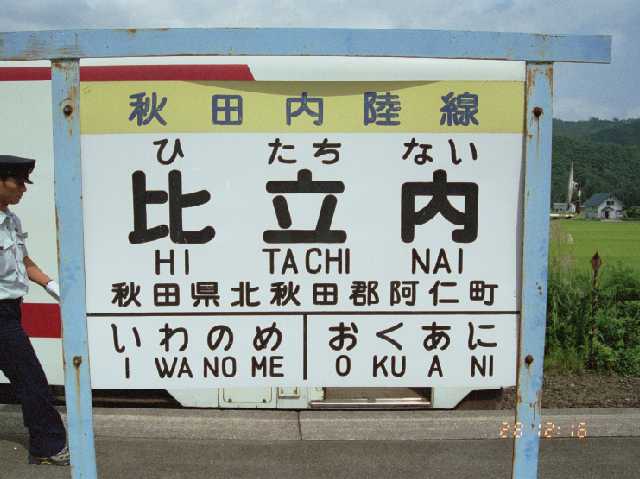 秋田内陸線
ひ たち ない
比立内
HI TACHI NAI
秋田県北秋田郡阿仁町
いわのめ おくあに
I WA NO ME O KU A NI
28 12:16